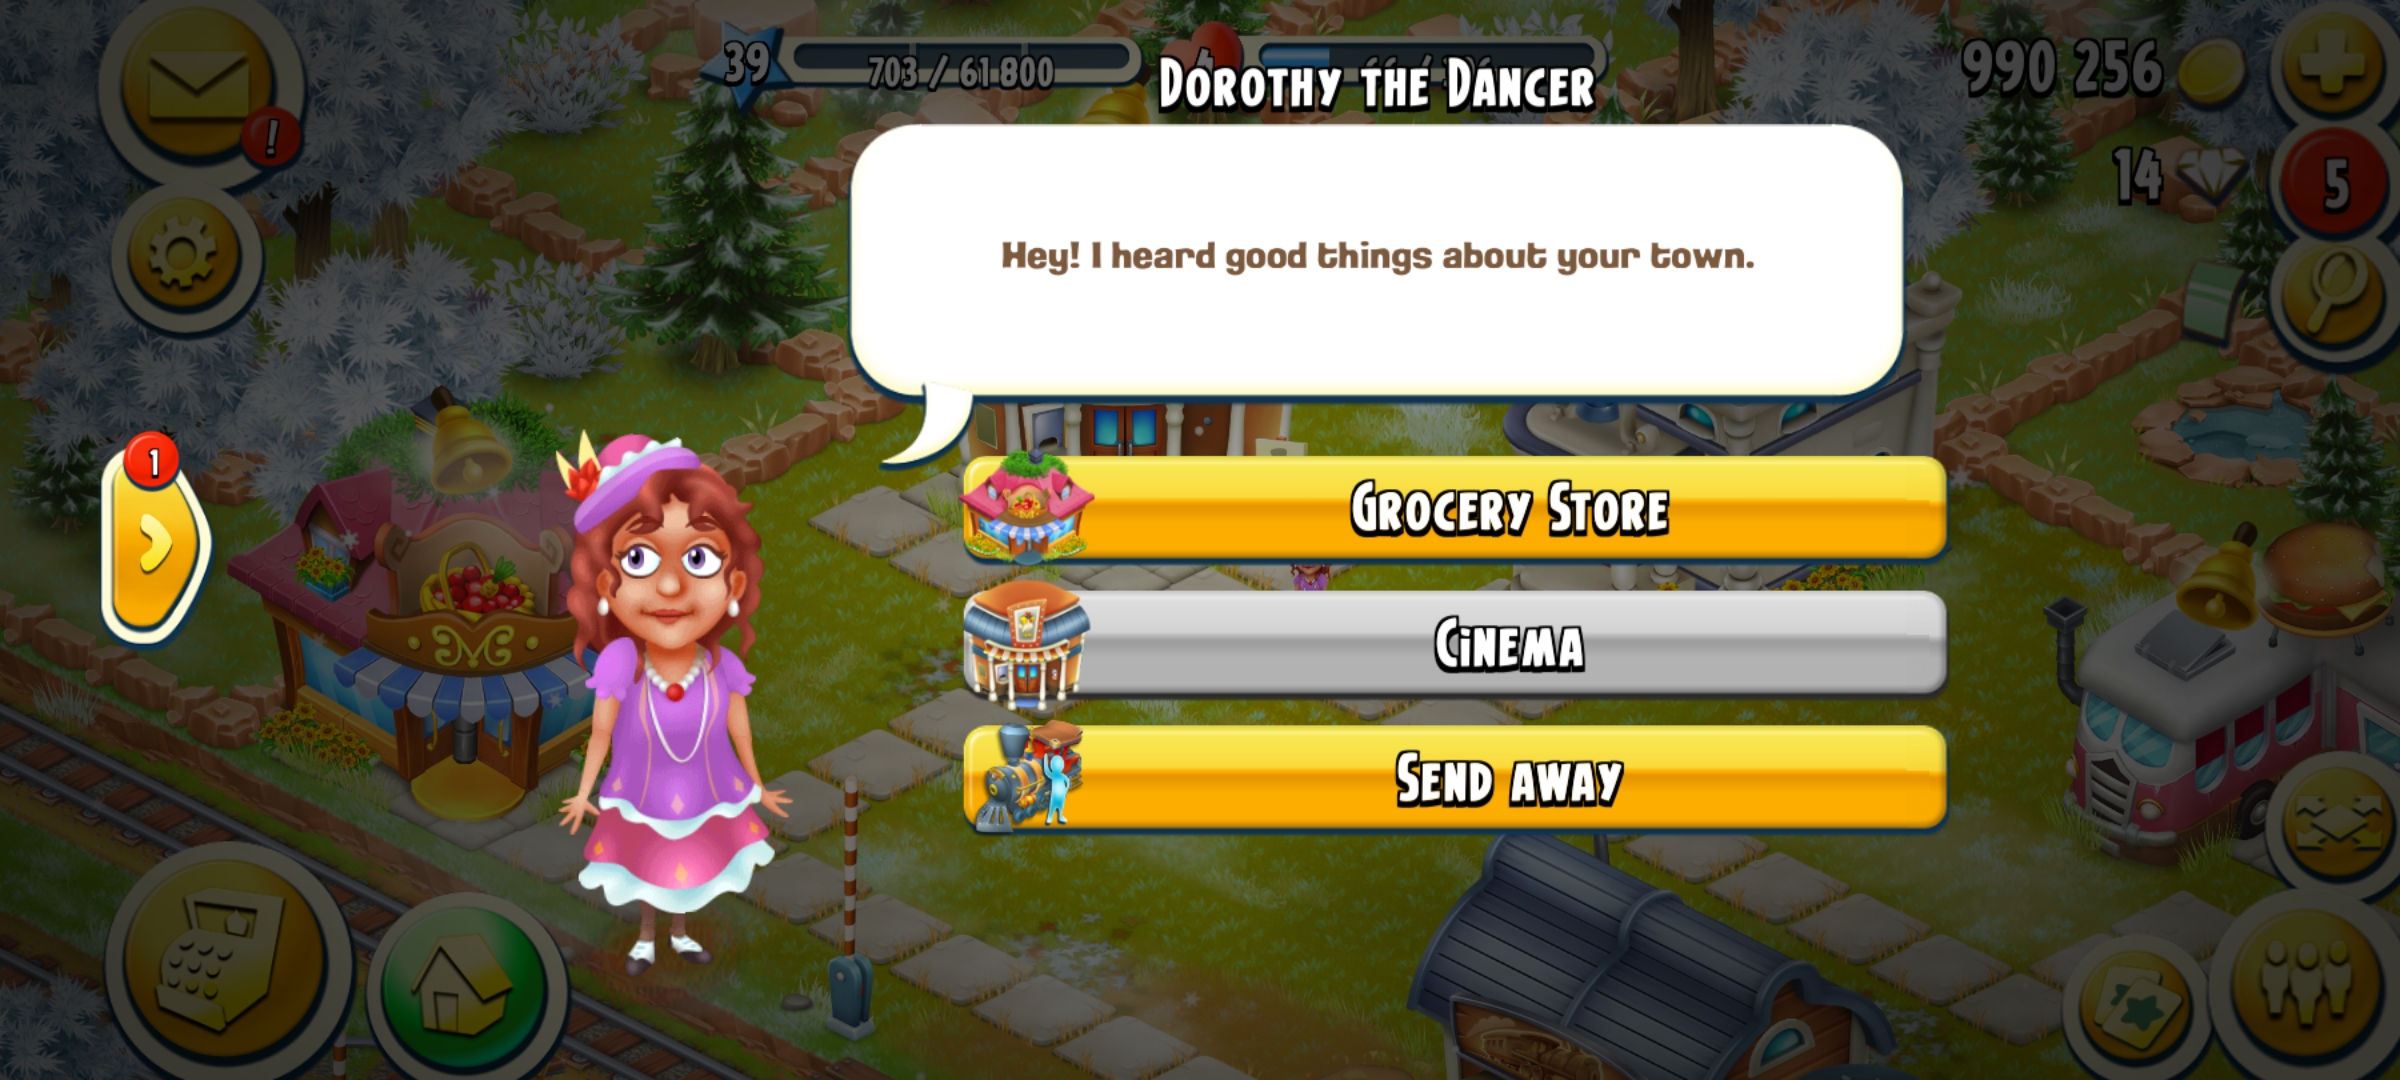 39
703 / 61 800
4
990 256
DOROTHY THE DANCER
!
14
5
Hey! I heard good things about your town.
1
GROCERY STORE
CINEMA
SEND AWAY